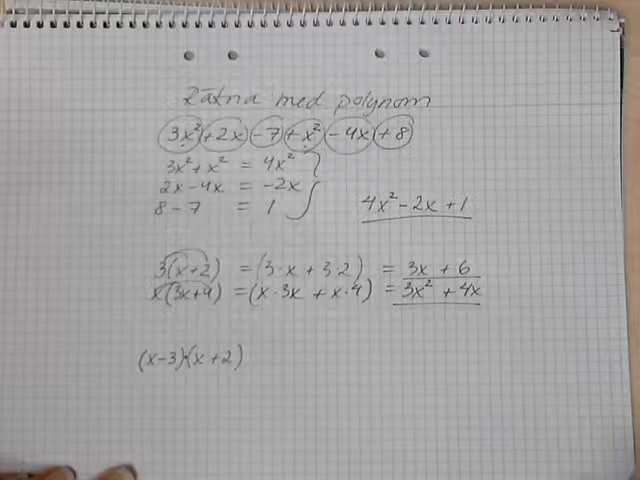 Räkna med polynom
3x² + 2x - 7 + x² - 4x + 8
3x² + x² = 4x²
2x - 4x = -2x
8 - 7 = 1
4x² - 2x + 1
3(x+2) = (3·x + 3·2) = 3x + 6
x(3x+4) = (x·3x + x·4) = 3x² + 4x
(x-3)·(x+2)